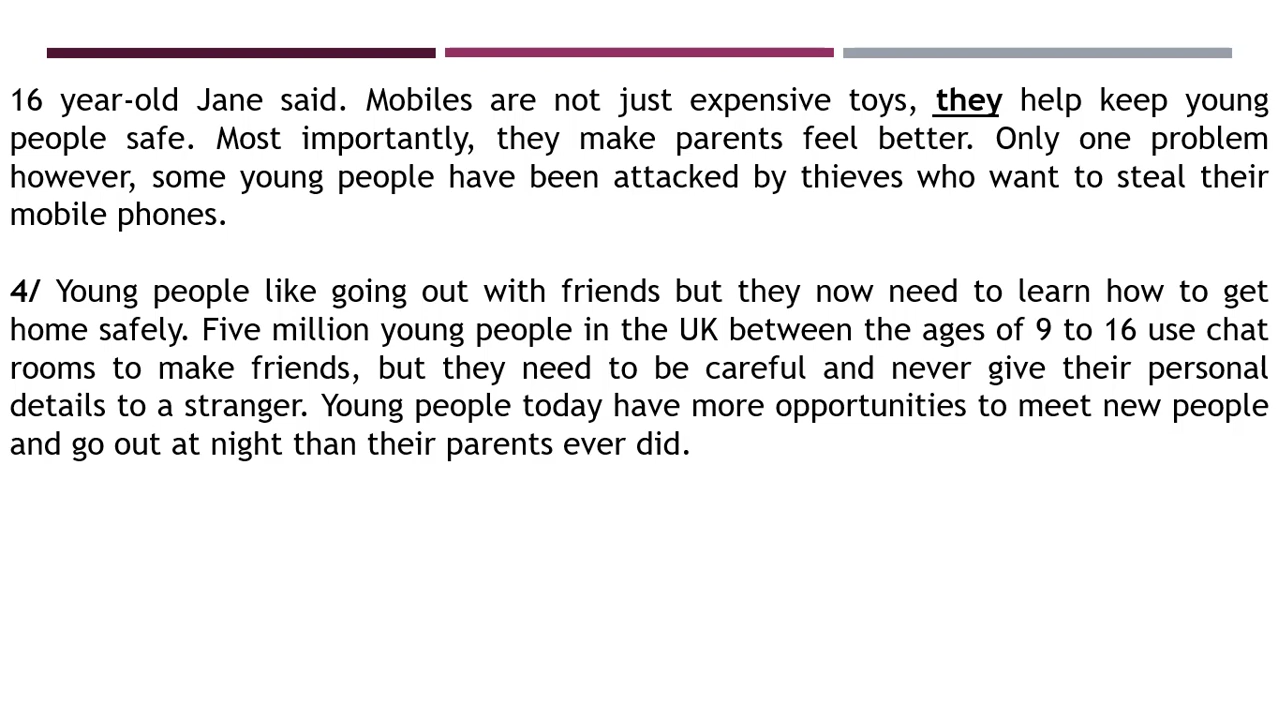 16 year-old Jane said. Mobiles are not just expensive toys, they help keep young
people safe. Most importantly, they make parents feel better. Only one problem
however, some young people have been attacked by thieves who want to steal their
mobile phones.
4/ Young people like going out with friends but they now need to learn how to get
home safely. Five million young people in the UK between the ages of 9 to 16 use chat
rooms to make friends, but they need to be careful and never give their personal
details to a stranger. Young people today have more opportunities to meet new people
and go out at night than their parents ever did.